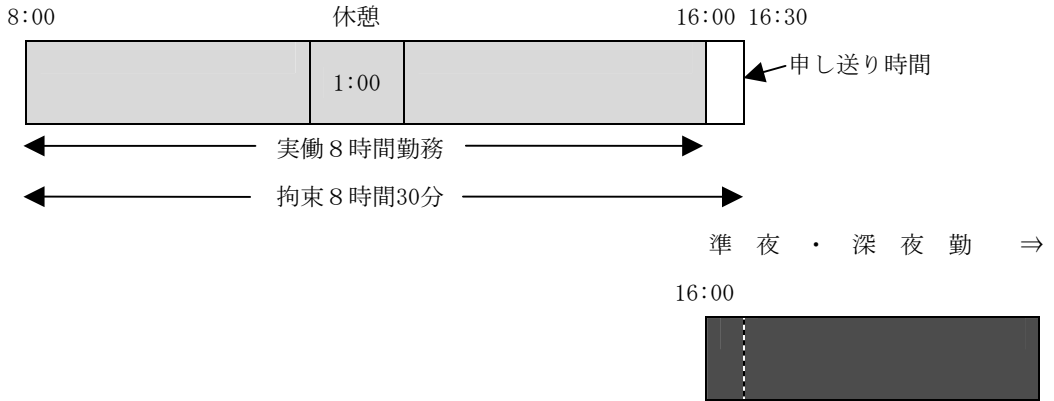 8:00 休憩 16:00 16:30
申し送り時間
1:00
実働８時間勤務
拘束８時間30分
準夜・深夜勤 ⇒
16:00